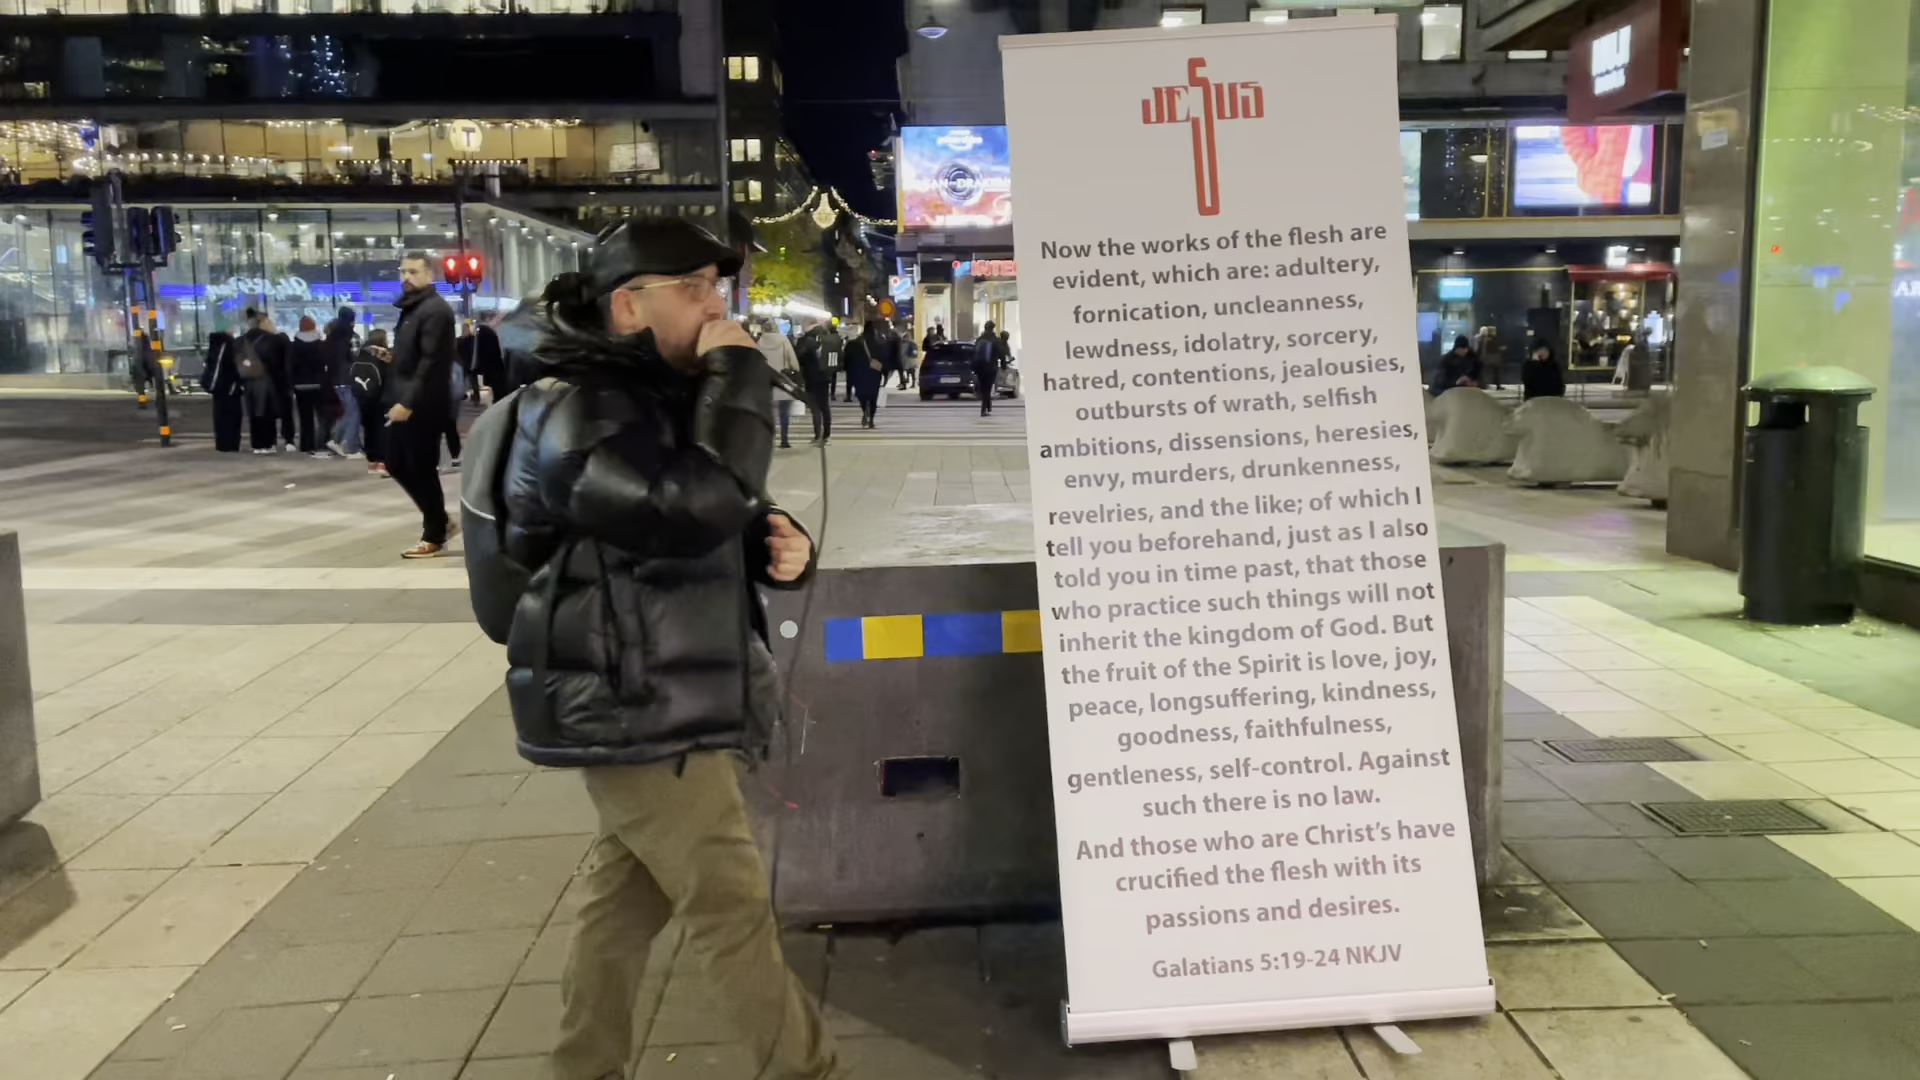 T
JESUS
Now the works of the flesh are
evident, which are: adultery,
fornication, uncleanness,
lewdness, idolatry, sorcery,
hatred, contentions, jealousies,
outbursts of wrath, selfish
ambitions, dissensions, heresies,
envy, murders, drunkenness,
revelries, and the like; of which I
tell you beforehand, just as I also
told you in time past, that those
who practice such things will not
inherit the kingdom of God. But
the fruit of the Spirit is love, joy,
peace, longsuffering, kindness,
goodness, faithfulness,
gentleness, self-control. Against
such there is no law.
And those who are Christ's have
crucified the flesh with its
passions and desires.
Galatians 5:19-24 NKJV